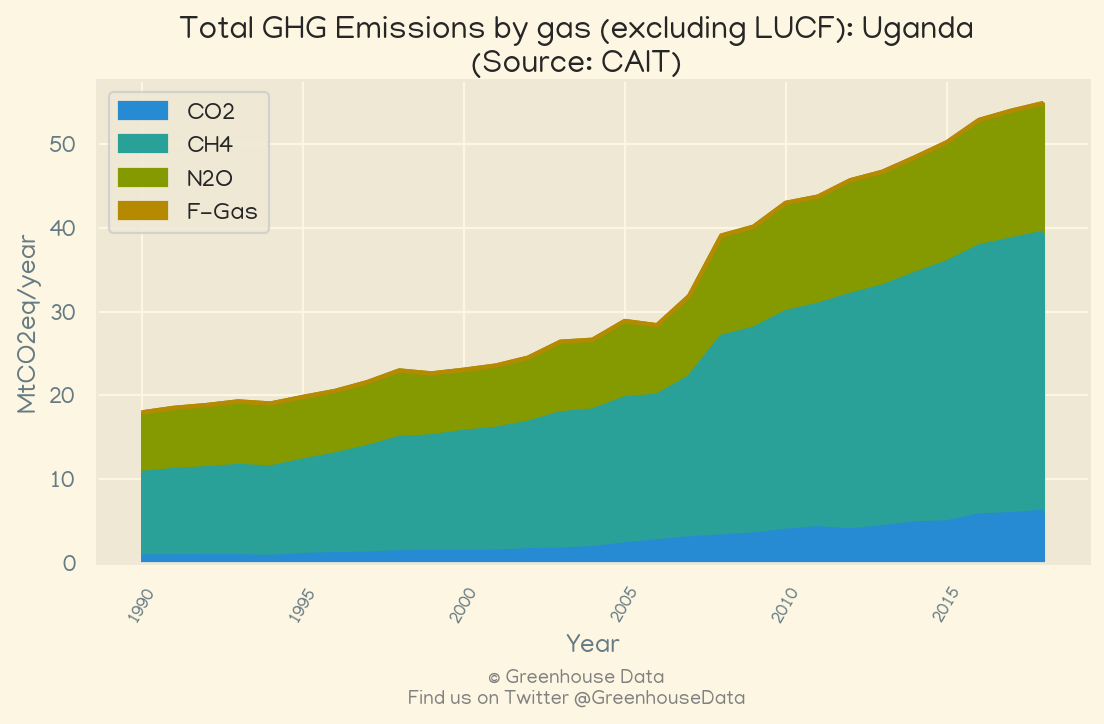 Total GHG Emissions by gas (excluding LUCF): Uganda
(Source: CAIT)
CO2
CH4
N2O
F-Gas
MtCO2eq/year
50
40
30
20
10
0
1990
1995
2000
2005
2010
2015
Year
© Greenhouse Data
Find us on Twitter @GreenhouseData